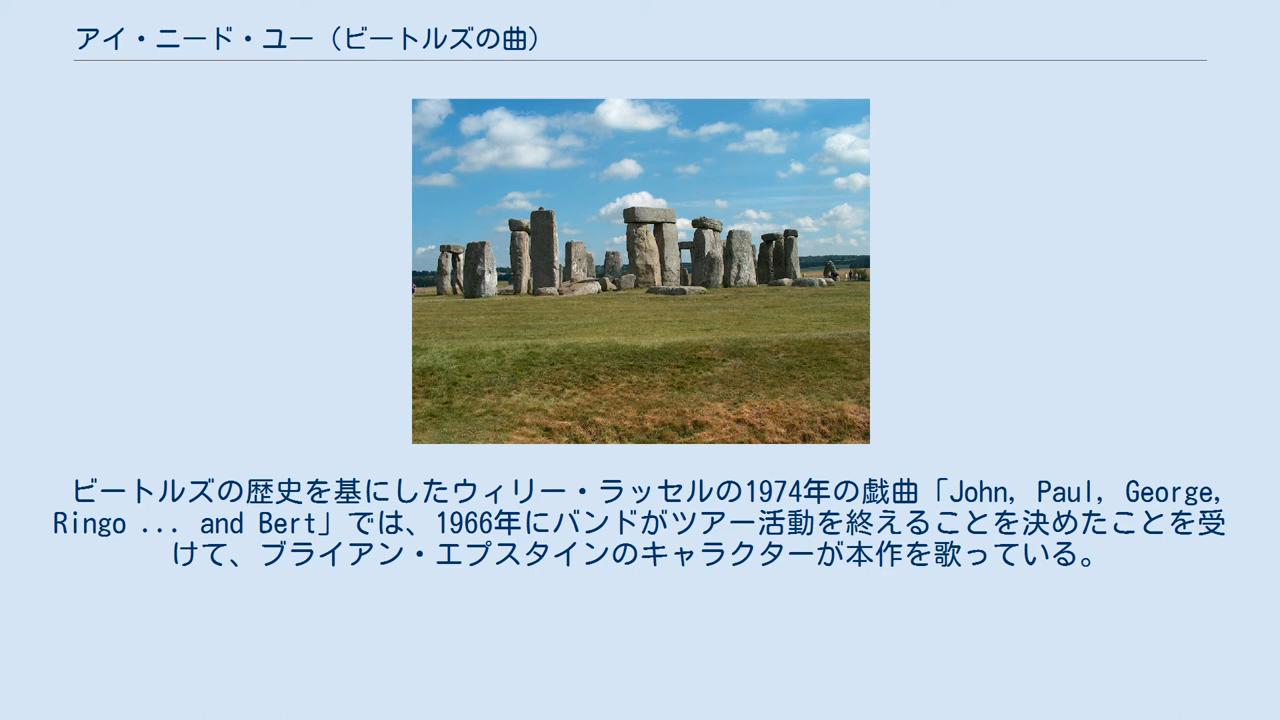 アイ・ニード・ユー（ビートルズの曲）
ビートルズの歴史を基にしたウィリー・ラッセルの1974年の戯曲「John, Paul, George,
Ringo ... and Bert」では、1966年にバンドがツアー活動を終えることを決めたことを受
けて、ブライアン・エプスタインのキャラクターが本作を歌っている。